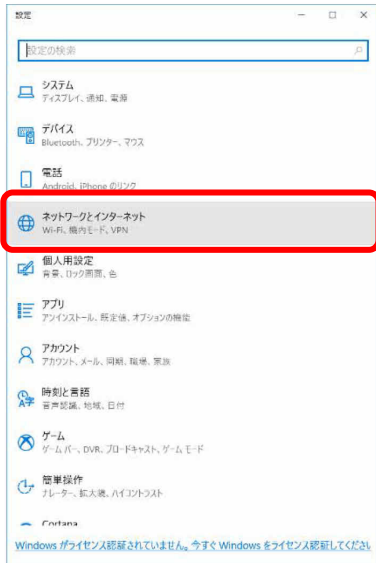 設定
設定の検索
システム
ディスプレイ、通知、電源
デバイス
Bluetooth、プリンター、マウス
電話
Android、iPhone のリンク
ネットワークとインターネット
Wi-Fi、機内モード、VPN
個人用設定
背景、ロック画面、色
アプリ
アンインストール、既定値、オプションの機能
アカウント
アカウント、メール、同期、職場、家族
時刻と言語
音声認識、地域、日付
ゲーム
ゲーム バー、DVR、ブロードキャスト、ゲーム モード
簡単操作
ナレーター、拡大鏡、ハイコントラスト
Cortana
Windows がライセンス認証されていません。今すぐ Windows をライセンス認証してくださ